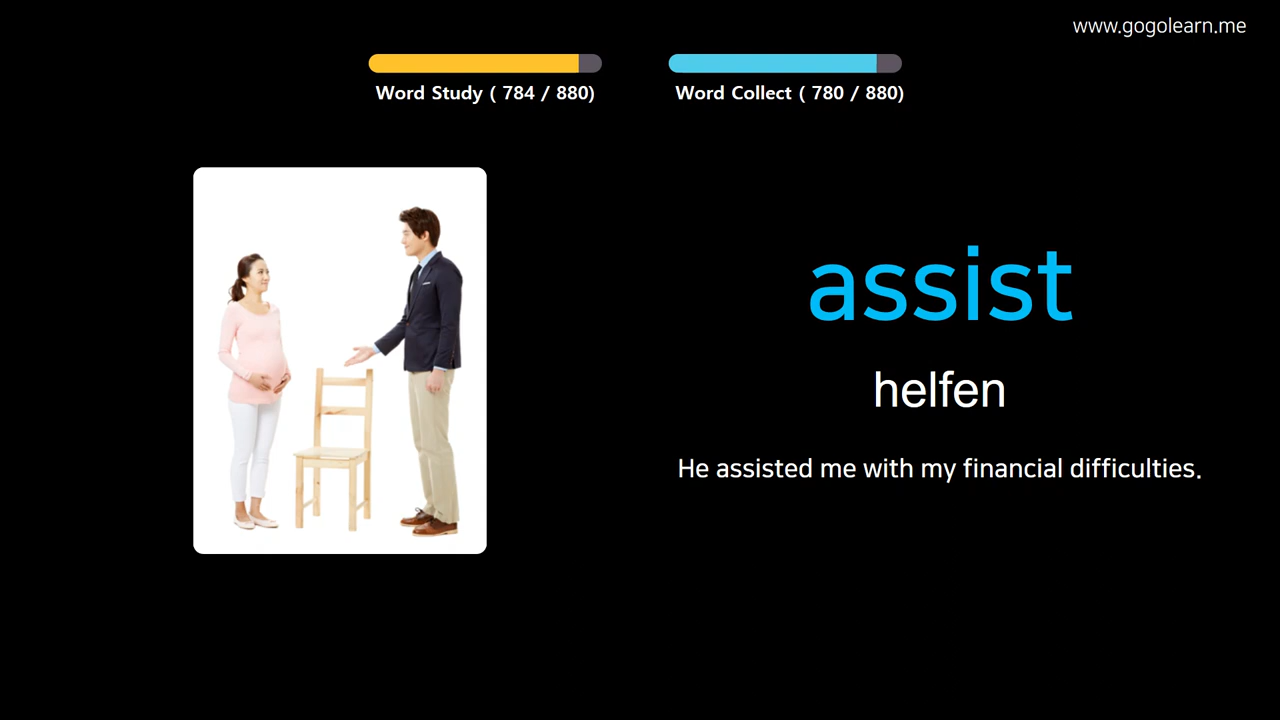 www.gogolearn.me
Word Study ( 784 / 880)
Word Collect ( 780 / 880)
assist
helfen
He assisted me with my financial difficulties.